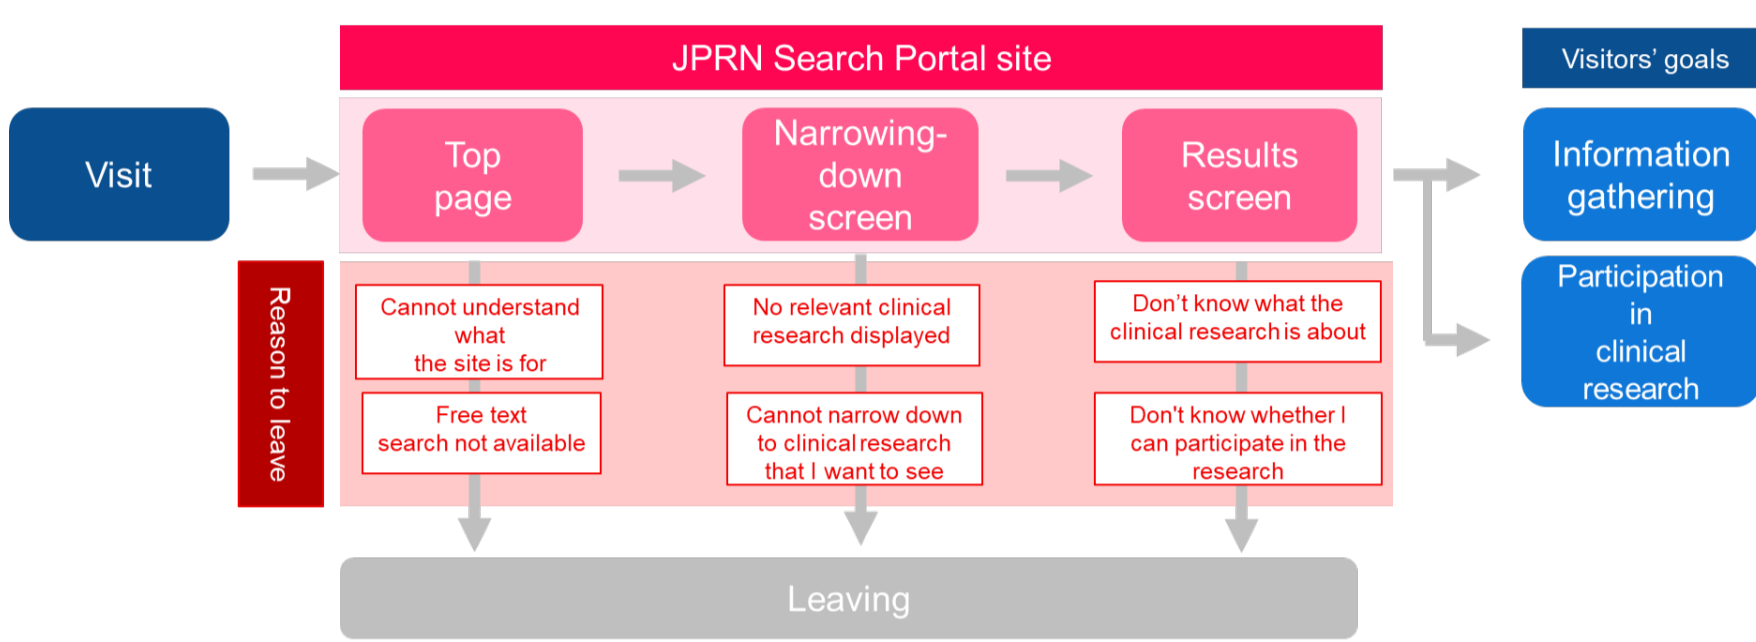 JPRN Search Portal site
Visitors' goals
Visit
Top
page
Narrowing-
down
screen
Results
screen
Information
gathering
Participation
in
clinical
research
Reason to leave
Cannot understand
what
the site is for
Free text
search not available
No relevant clinical
research displayed
Cannot narrow down
to clinical research
that I want to see
Don’t know what the
clinical research is about
Don't know whether I
can participate in the
research
Leaving